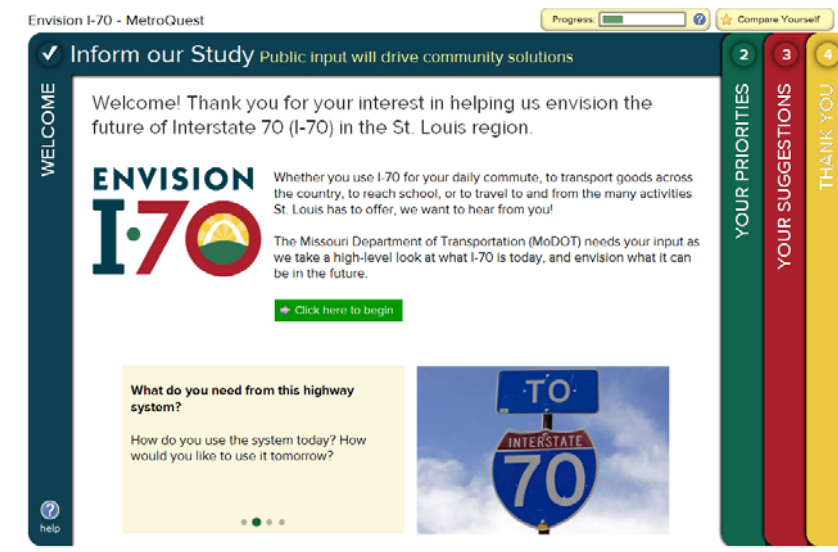 Envision I-70 - MetroQuest
Progress:
?
Compare Yourself
Inform our Study Public input will drive community solutions
WELCOME
Welcome! Thank you for your interest in helping us envision the
future of Interstate 70 (I-70) in the St. Louis region.
ENVISION
I·70
Whether you use I-70 for your daily commute, to transport goods across
the country, to reach school, or to travel to and from the many activities
St. Louis has to offer, we want to hear from you!
The Missouri Department of Transportation (MoDOT) needs your input as
we take a high-level look at what I-70 is today, and envision what it can
be in the future.
Click here to begin
What do you need from this highway
system?
How do you use the system today? How
would you like to use it tomorrow?
TO
INTERSTATE
70
?
help
2
YOUR PRIORITIES
3
YOUR SUGGESTIONS
4
THANK YOU